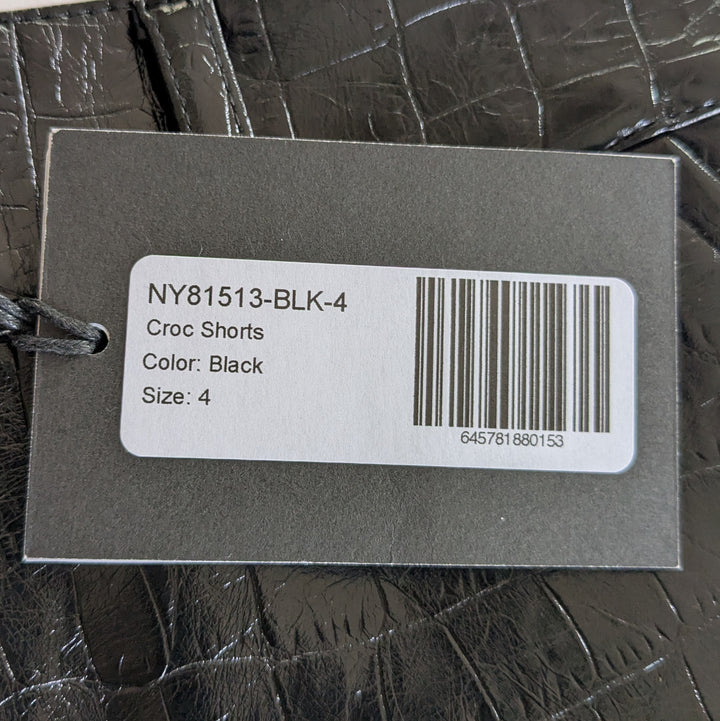 NY81513-BLK-4
Croc Shorts
Color: Black
Size: 4
645781880153